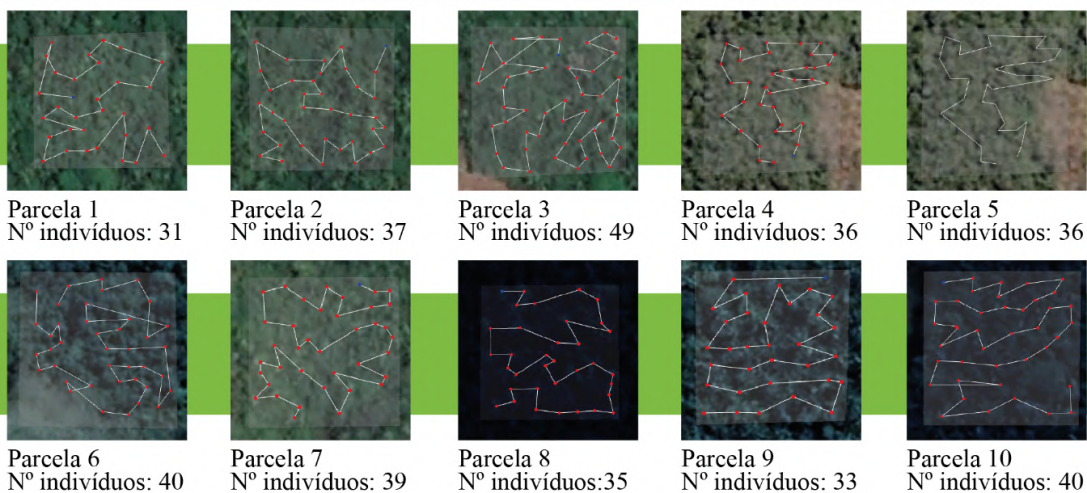 Parcela 1
Nº indivíduos: 31
Parcela 2
Nº indivíduos: 37
Parcela 3
Nº indivíduos: 49
Parcela 4
Nº indivíduos: 36
Parcela 5
Nº indivíduos: 36
Parcela 6
Nº indivíduos: 40
Parcela 7
Nº indivíduos: 39
Parcela 8
Nº indivíduos:35
Parcela 9
Nº indivíduos: 33
Parcela 10
Nº indivíduos: 40